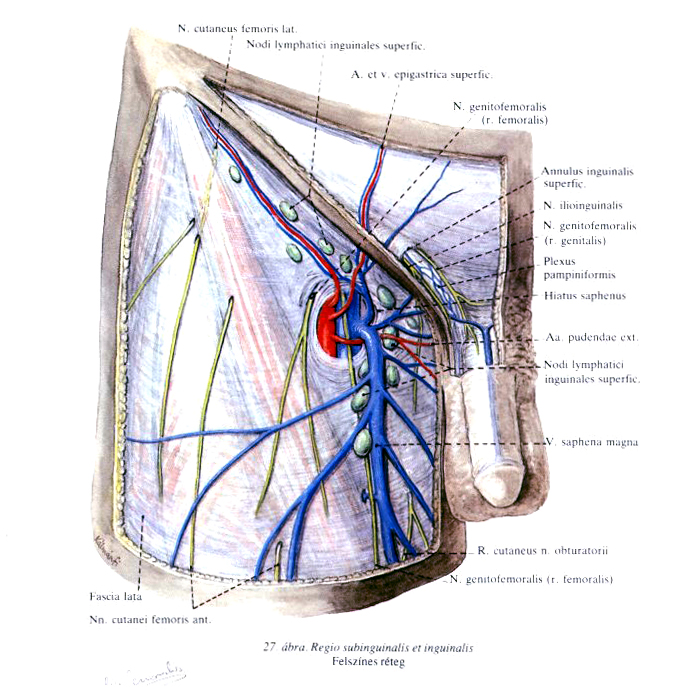 N. cutaneus femoris lat.
Nodi lymphatici inguinales superfic.
A. et v. epigastrica superfic.
N. genitofemoralis
(r. femoralis)
Annulus inguinalis
superfic.
N. ilioinguinalis
N. genitofemoralis
(r. genitalis)
Plexus
pampiniformis
Hiatus saphenus
Aa. pudendae ext.
Nodi lymphatici
inguinales superfic.
V. saphena magna
R. cutaneus n. obturatorii
N. genitofemoralis (r. femoralis)
Fascia lata
Nn. cutanei femoris ant.
27 ábra. Regio subinguinalis et inguinalis
Felszínes réteg